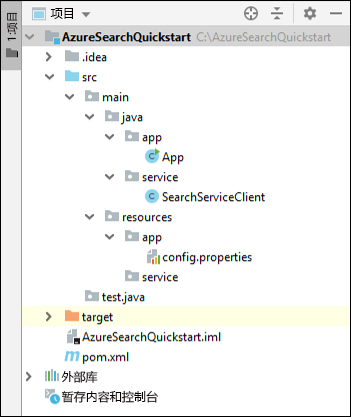 1:项目
项目
AzureSearchQuickstart C:\AzureSearchQuickstart
.idea
src
main
java
app
App
service
SearchServiceClient
resources
app
config.properties
service
test.java
target
AzureSearchQuickstart.iml
pom.xml
外部库
暂存内容和控制台